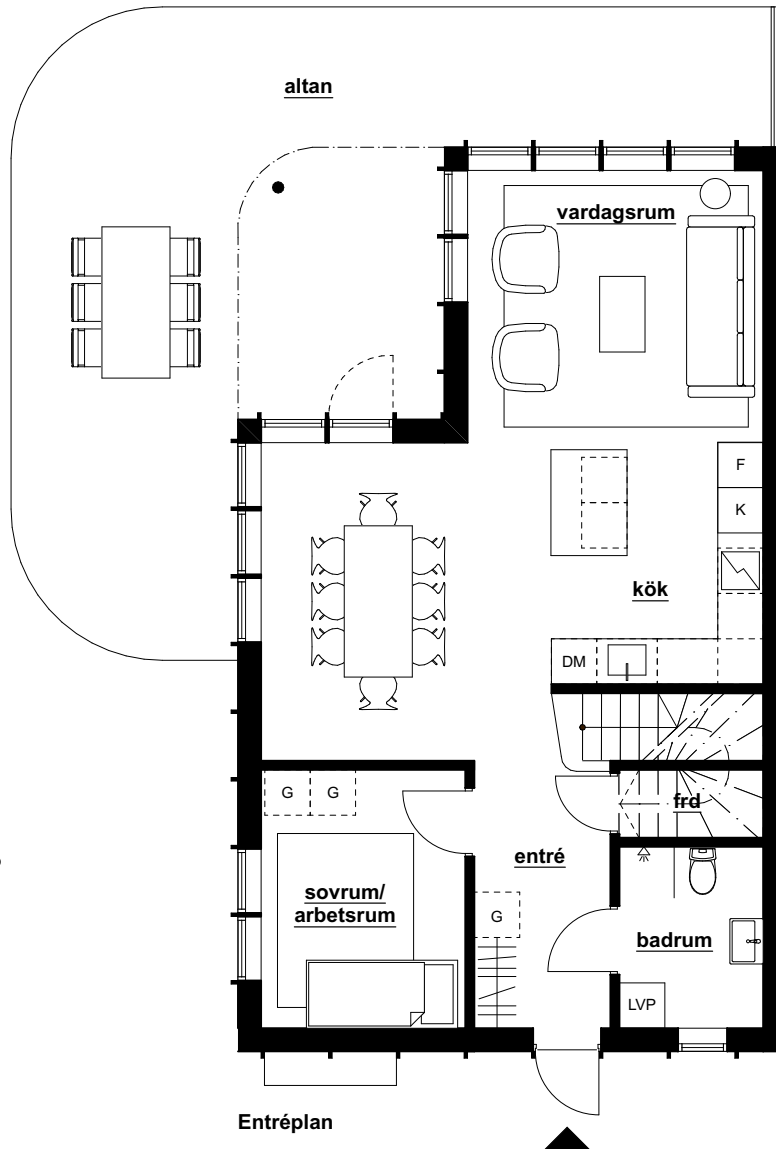 altan
vardagsrum
F
K
kök
DM
G G
frd
entré
sovrum/
arbetsrum
G
badrum
LVP
Entréplan